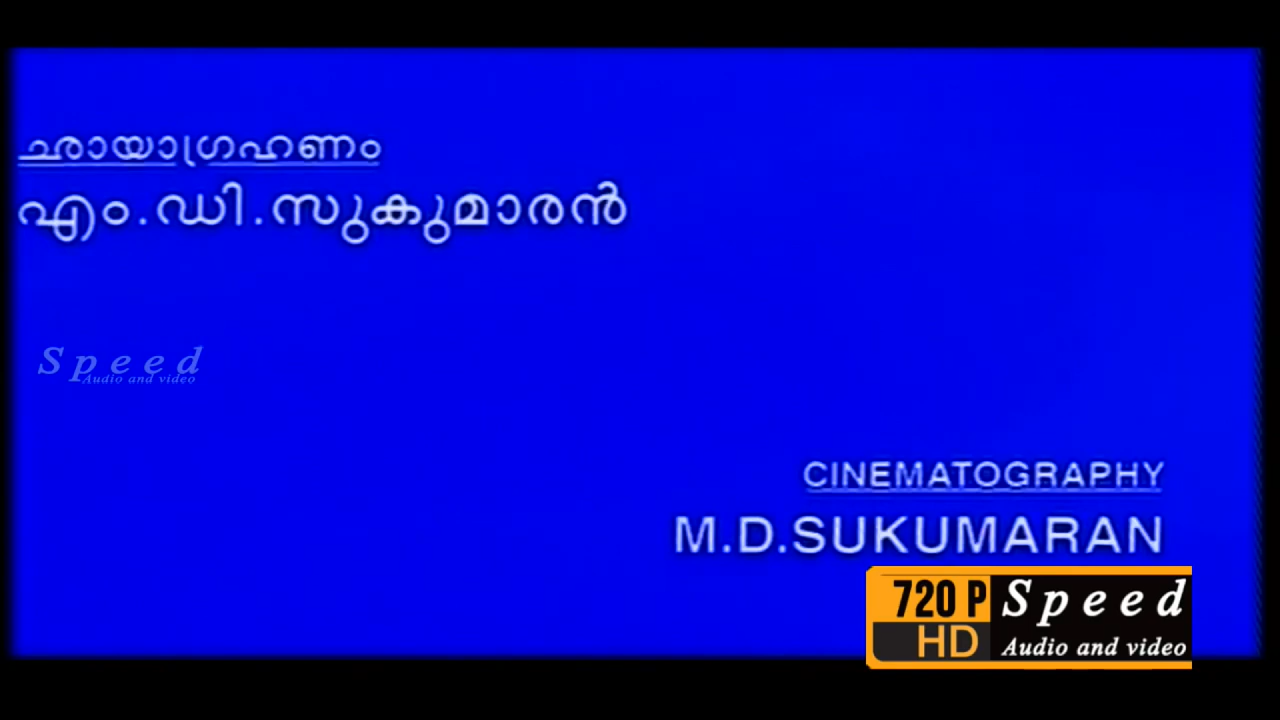 ഛായാഗ്രഹണം
എം.ഡി.സുകുമാരൻ
Speed
Audio and video
CINEMATOGRAPHY
M.D.SUKUMARAN
720 P
HD
Speed
Audio and video